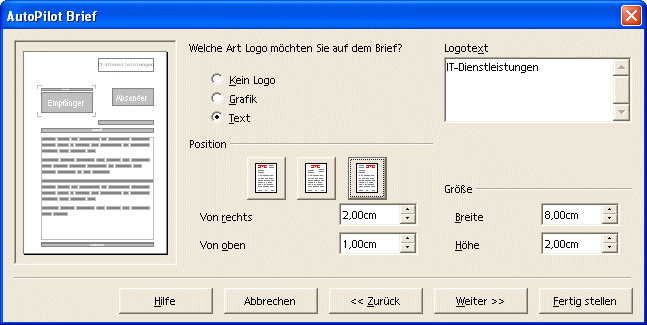 AutoPilot Brief
IT-Dienstleistungen
Empfänger
Absender
Welche Art Logo möchten Sie auf dem Brief?
Kein Logo
Grafik
Text
Logotext
IT-Dienstleistungen
Position
Von rechts
2,00cm
Von oben
1,00cm
Größe
Breite
8,00cm
Höhe
2,00cm
Hilfe
Abbrechen
<< Zurück
Weiter >>
Fertig stellen